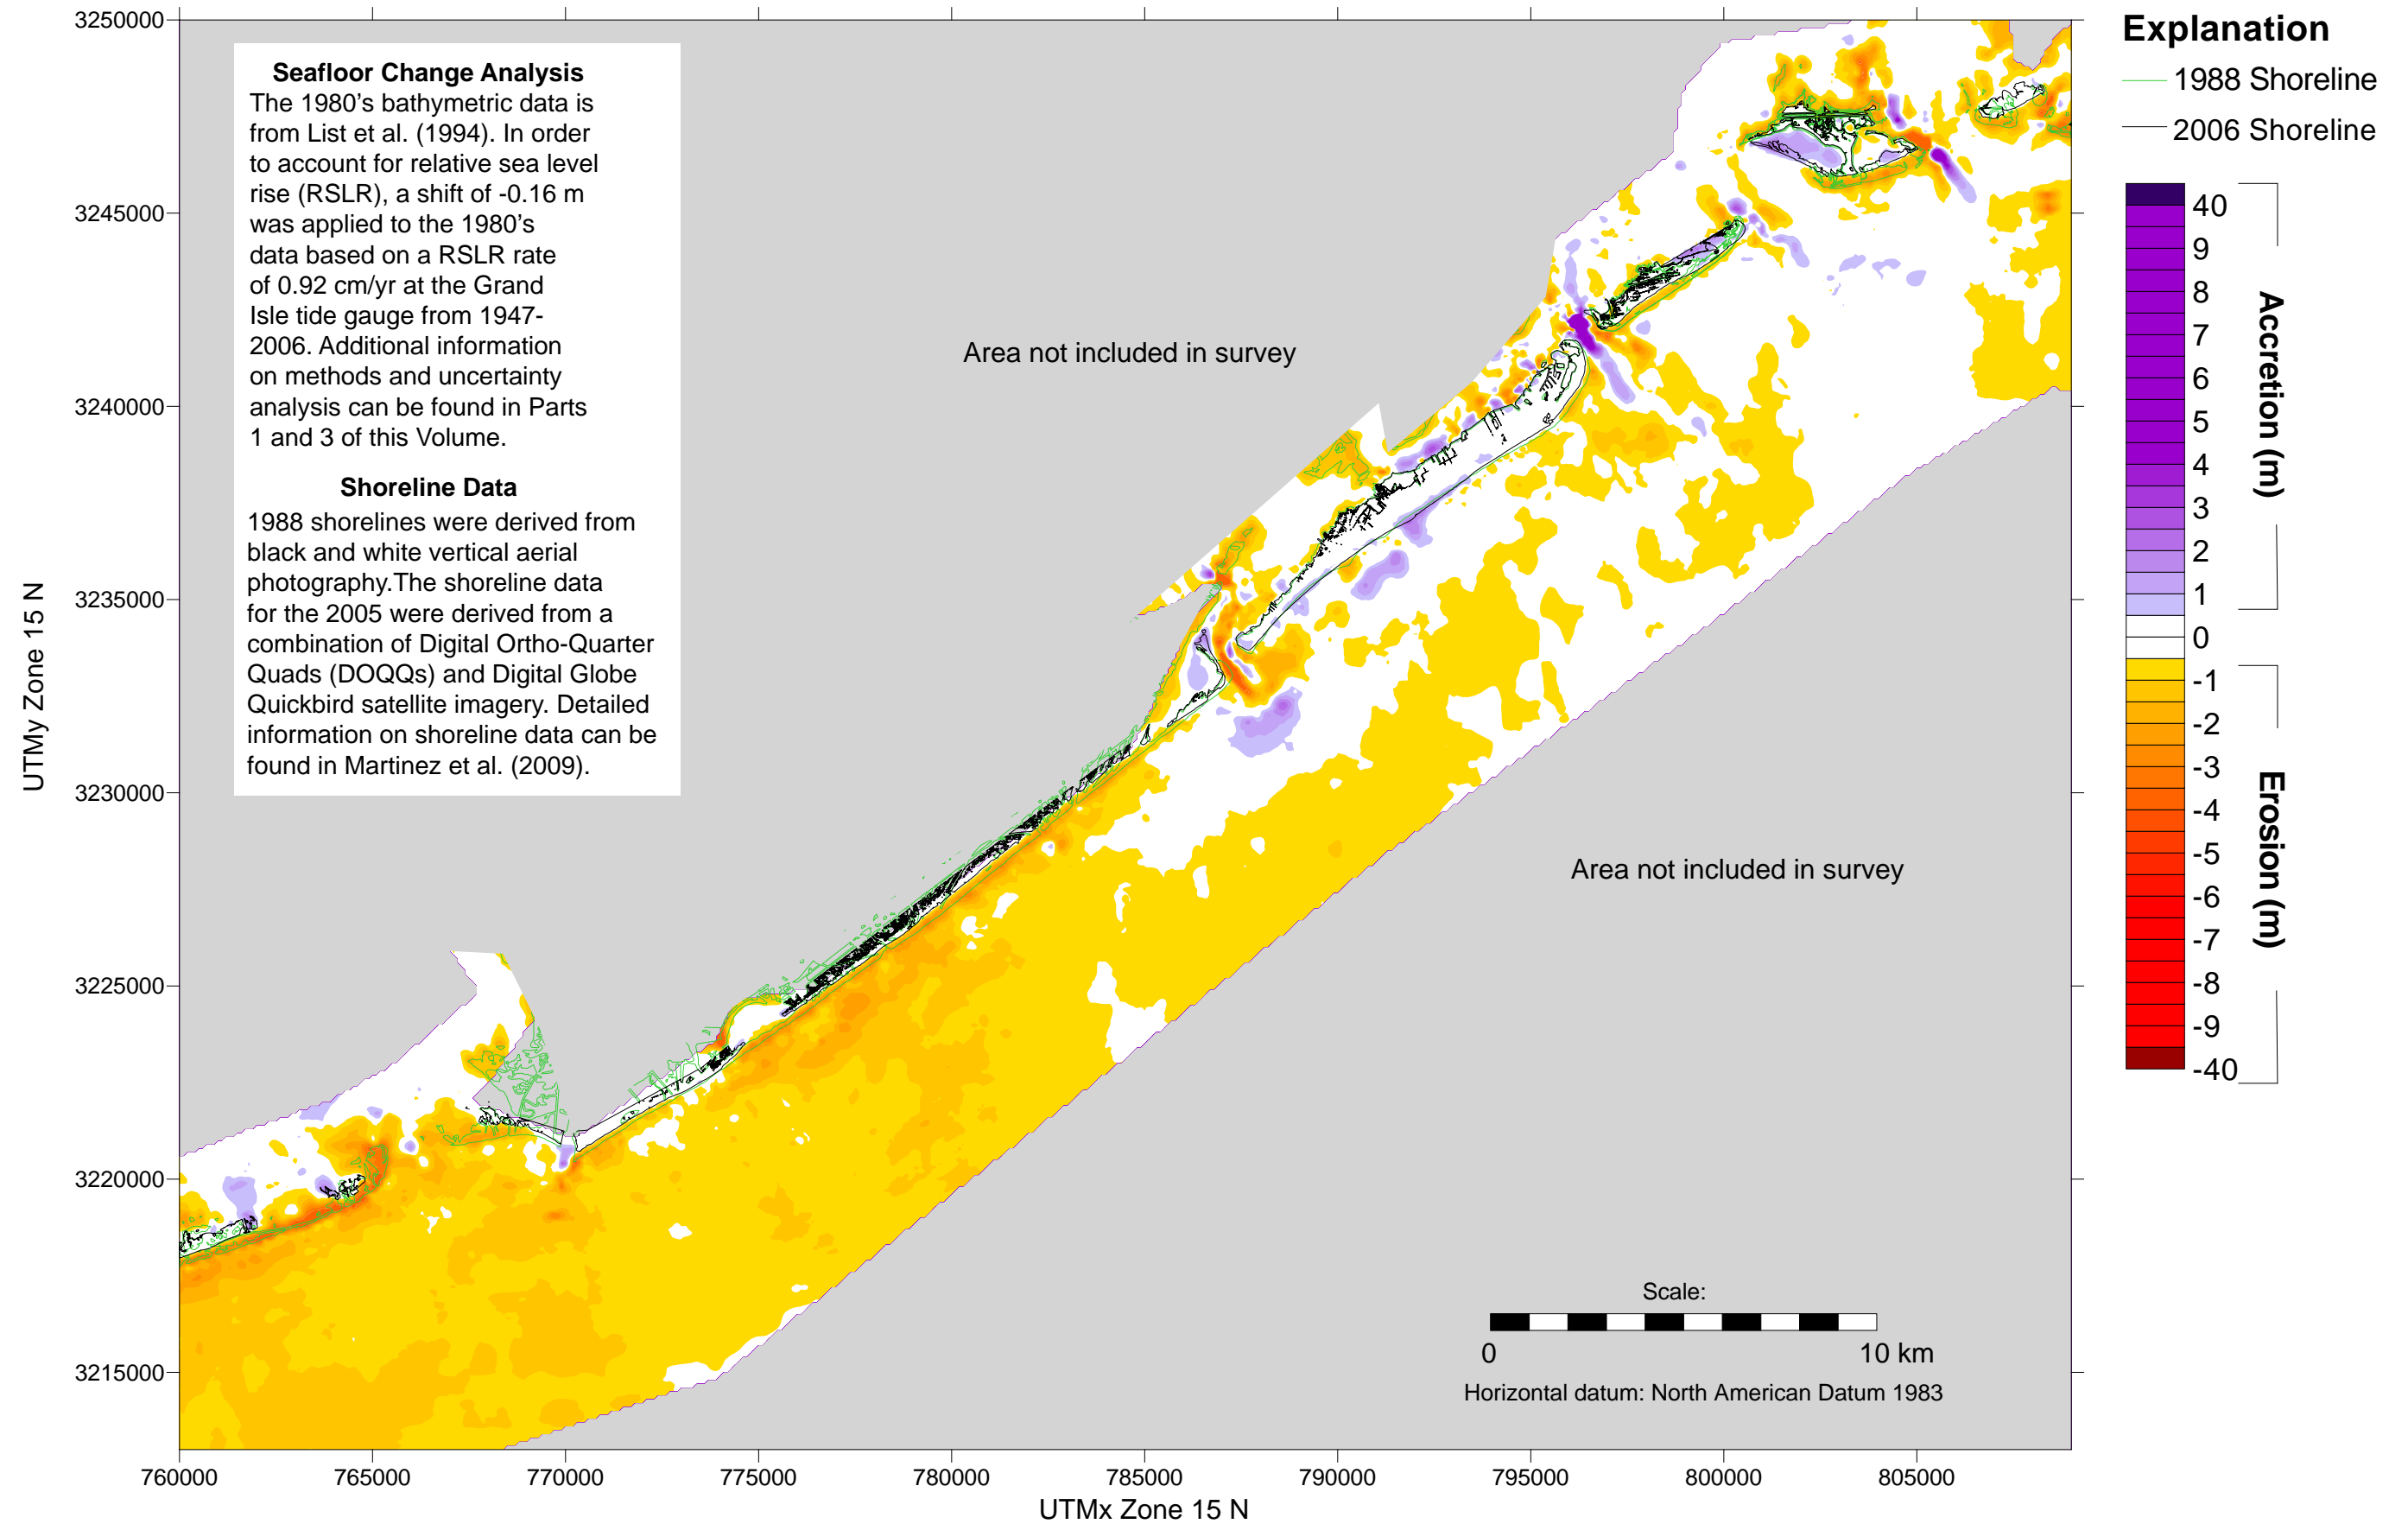 Seafloor Change Analysis
The 1980’s bathymetric data is
from List et al. (1994). In order
to account for relative sea level
rise (RSLR), a shift of -0.16 m
was applied to the 1980’s
data based on a RSLR rate
of 0.92 cm/yr at the Grand
Isle tide gauge from 1947-
2006. Additional information
on methods and uncertainty
analysis can be found in Parts
1 and 3 of this Volume.
Shoreline Data
1988 shorelines were derived from
black and white vertical aerial
photography.The shoreline data
for the 2005 were derived from a
combination of Digital Ortho-Quarter
Quads (DOQQs) and Digital Globe
Quickbird satellite imagery. Detailed
information on shoreline data can be
found in Martinez et al. (2009).
Area not included in survey
Area not included in survey
Scale:
0 10 km
Horizontal datum: North American Datum 1983
UTMy Zone 15 N
3250000
3245000
3240000
3235000
3230000
3225000
3220000
3215000
760000 765000 770000 775000 780000 785000 790000 795000 800000 805000
UTMx Zone 15 N
Explanation
1988 Shoreline
2006 Shoreline
40
9
8
7
6
5
4
3
2
1
0
-1
-2
-3
-4
-5
-6
-7
-8
-9
-40
Accretion (m)
Erosion (m)